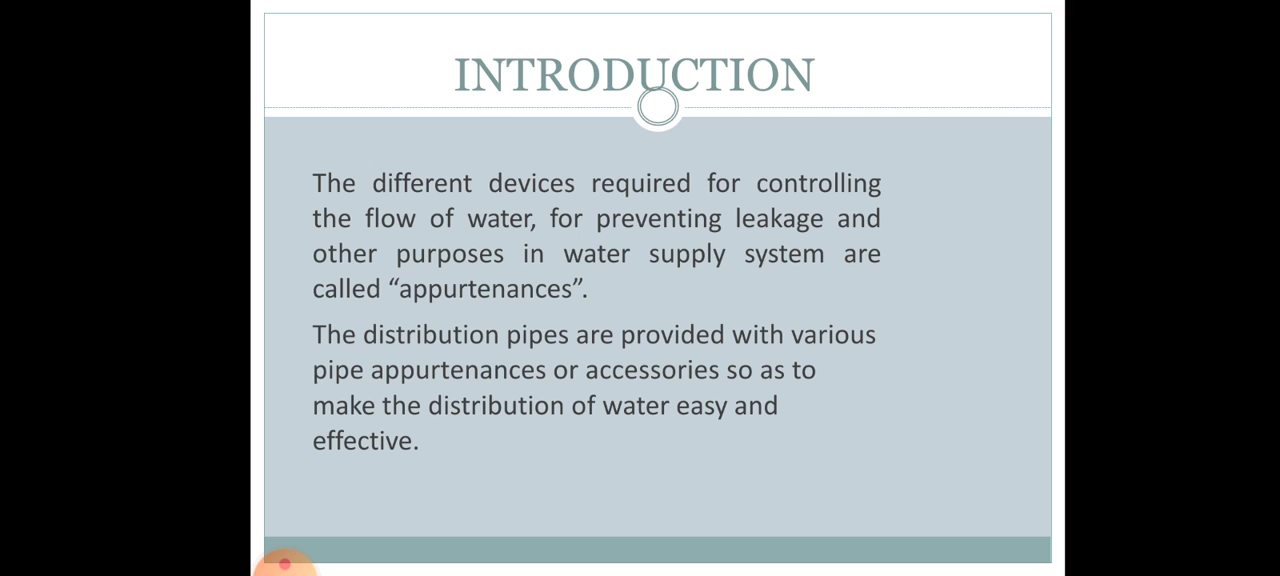 INTRODUCTION
The different devices required for controlling
the flow of water, for preventing leakage and
other purposes in water supply system are
called “appurtenances”.
The distribution pipes are provided with various
pipe appurtenances or accessories so as to
make the distribution of water easy and
effective.